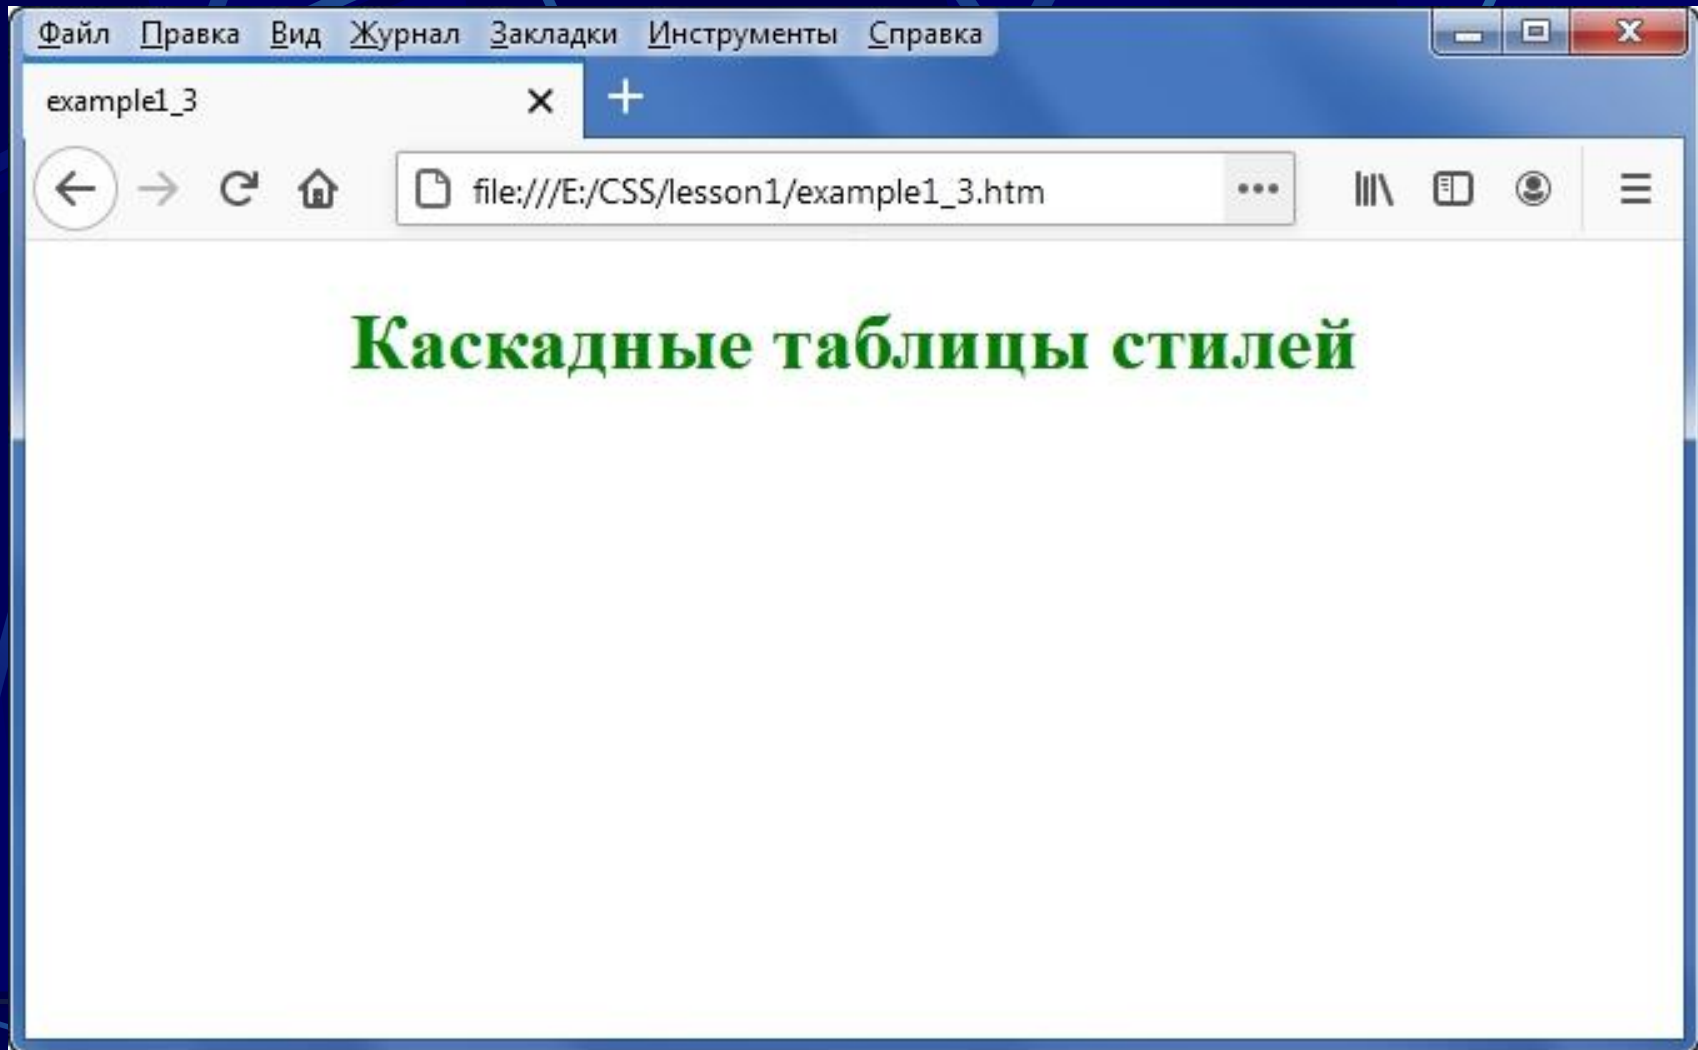 Файл Правка Вид Журнал Закладки Инструменты Справка
example1_3
file:///E:/CSS/lesson1/example1_3.htm
Каскадные таблицы стилей